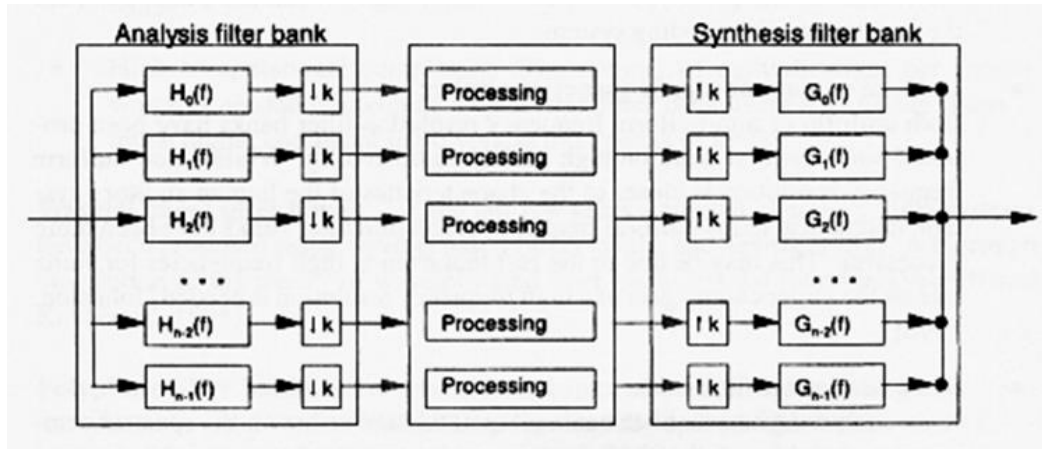 Analysis filter bank Synthesis filter bank
H₀(f) ↓k Processing ↑k G₀(f)
H₁(f) ↓k Processing ↑k G₁(f)
H₂(f) ↓k Processing ↑k G₂(f)
... ...
Hₙ₋₂(f) ↓k Processing ↑k Gₙ₋₂(f)
Hₙ₋₁(f) ↓k Processing ↑k Gₙ₋₁(f)